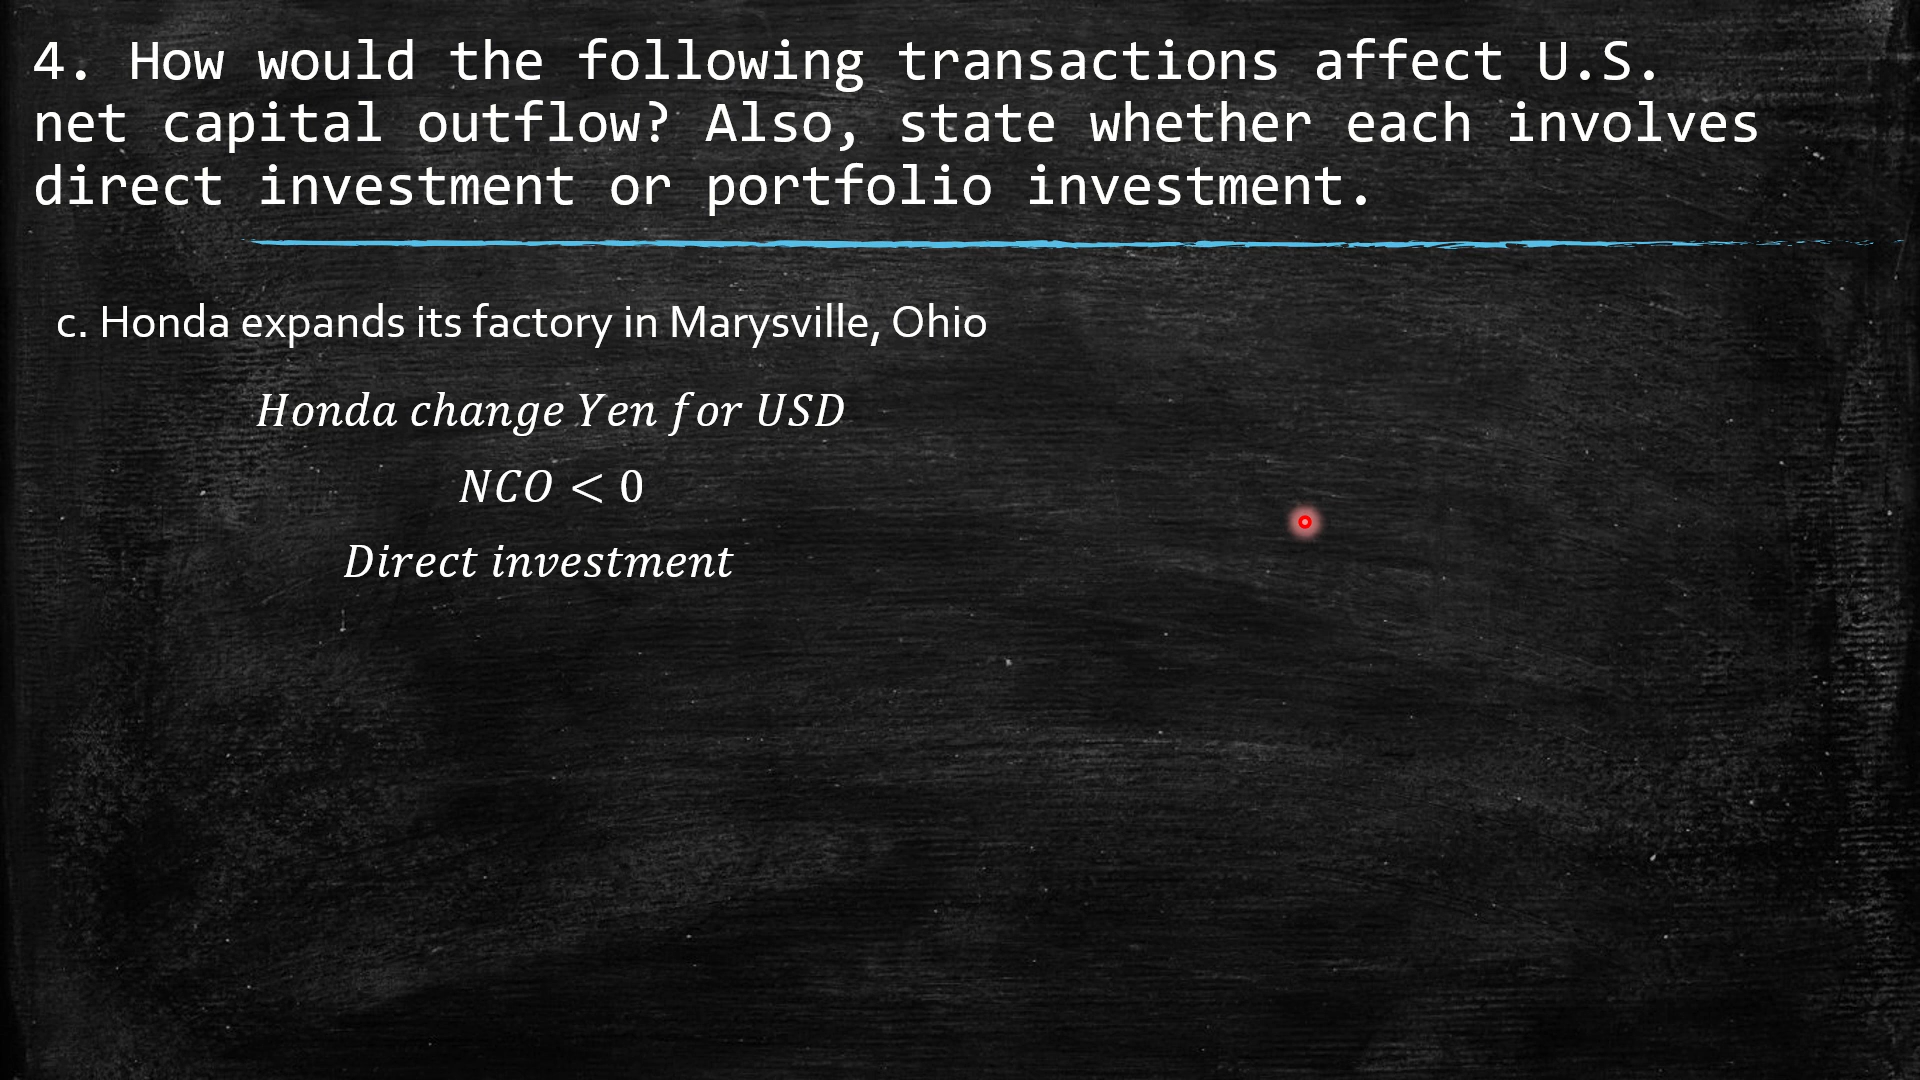 4. How would the following transactions affect U.S.
net capital outflow? Also, state whether each involves
direct investment or portfolio investment.
c. Honda expands its factory in Marysville, Ohio
Honda change Yen for USD
NCO < 0
Direct investment